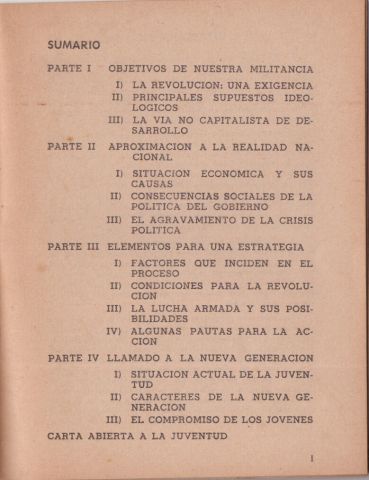 SUMARIO
PARTE I OBJETIVOS DE NUESTRA MILITANCIA
I) LA REVOLUCION: UNA EXIGENCIA
II) PRINCIPALES SUPUESTOS IDEO-
LOGICOS
III) LA VIA NO CAPITALISTA DE DE-
SARROLLO
PARTE II APROXIMACION A LA REALIDAD NA-
CIONAL
I) SITUACION ECONOMICA Y SUS
CAUSAS
II) CONSECUENCIAS SOCIALES DE LA
POLITICA DEL GOBIERNO
III) EL AGRAVAMIENTO DE LA CRISIS
POLITICA
PARTE III ELEMENTOS PARA UNA ESTRATEGIA
I) FACTORES QUE INCIDEN EN EL
PROCESO
II) CONDICIONES PARA LA REVOLU-
CION
III) LA LUCHA ARMADA Y SUS POSI-
BILIDADES
IV) ALGUNAS PAUTAS PARA LA AC-
CION
PARTE IV LLAMADO A LA NUEVA GENERACION
I) SITUACION ACTUAL DE LA JUVEN-
TUD
II) CARACTERES DE LA NUEVA GE-
NERACION
III) EL COMPROMISO DE LOS JOVENES
CARTA ABIERTA A LA JUVENTUD
1